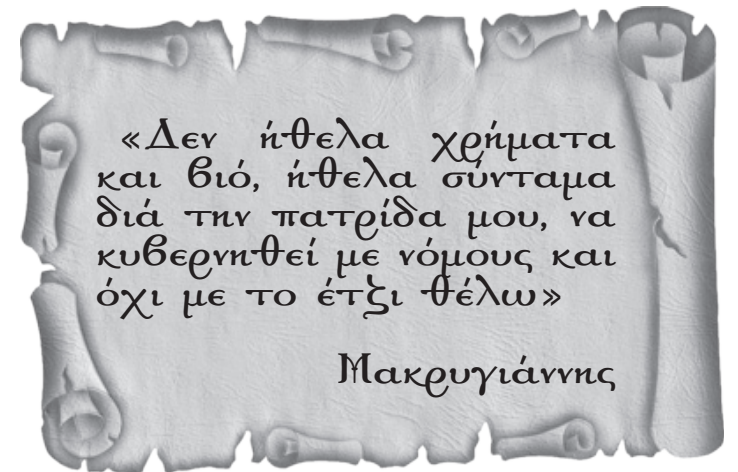 «Δεν ήθελα χρήματα
και βιό, ήθελα σύνταμα
διά την πατρίδα μου, να
κυβερνηθεί με νόμους και
όχι με το έτζι θέλω»
Μακρυγιάννης